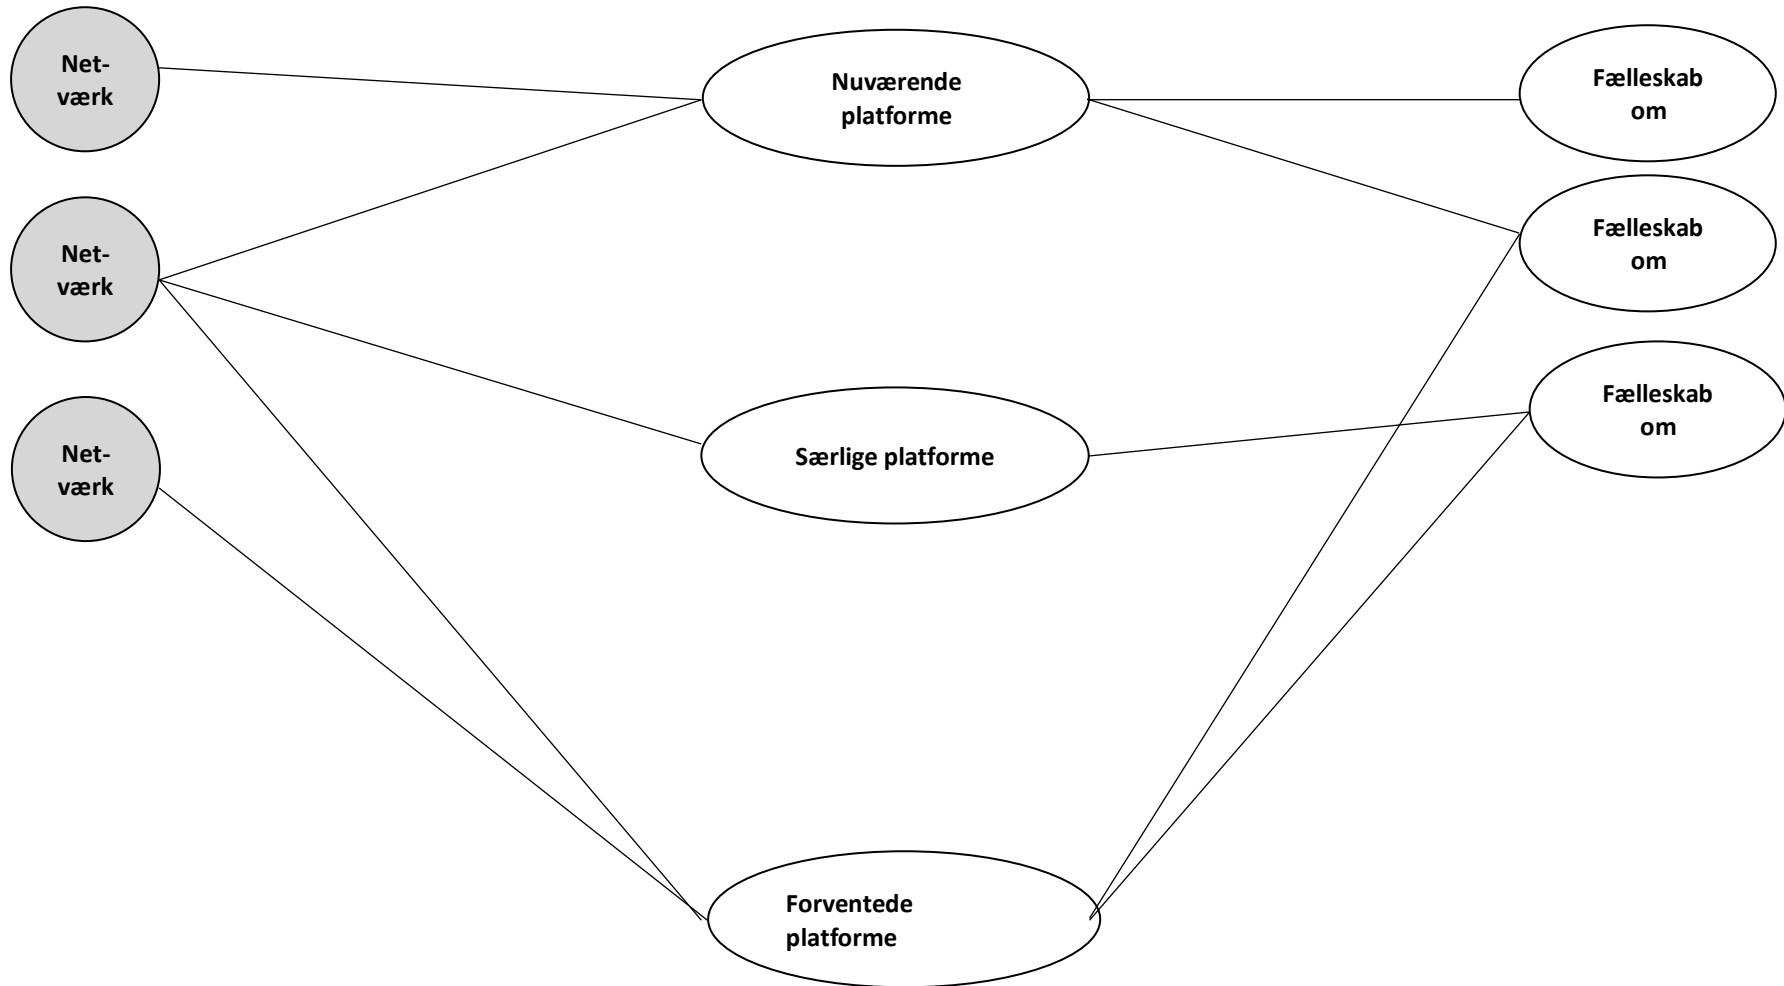 Net-
værk
Nuværende
platforme
Fælleskab
om
Net-
værk
Fælleskab
om
Net-
værk
Særlige platforme
Fælleskab
om
Forventede
platforme